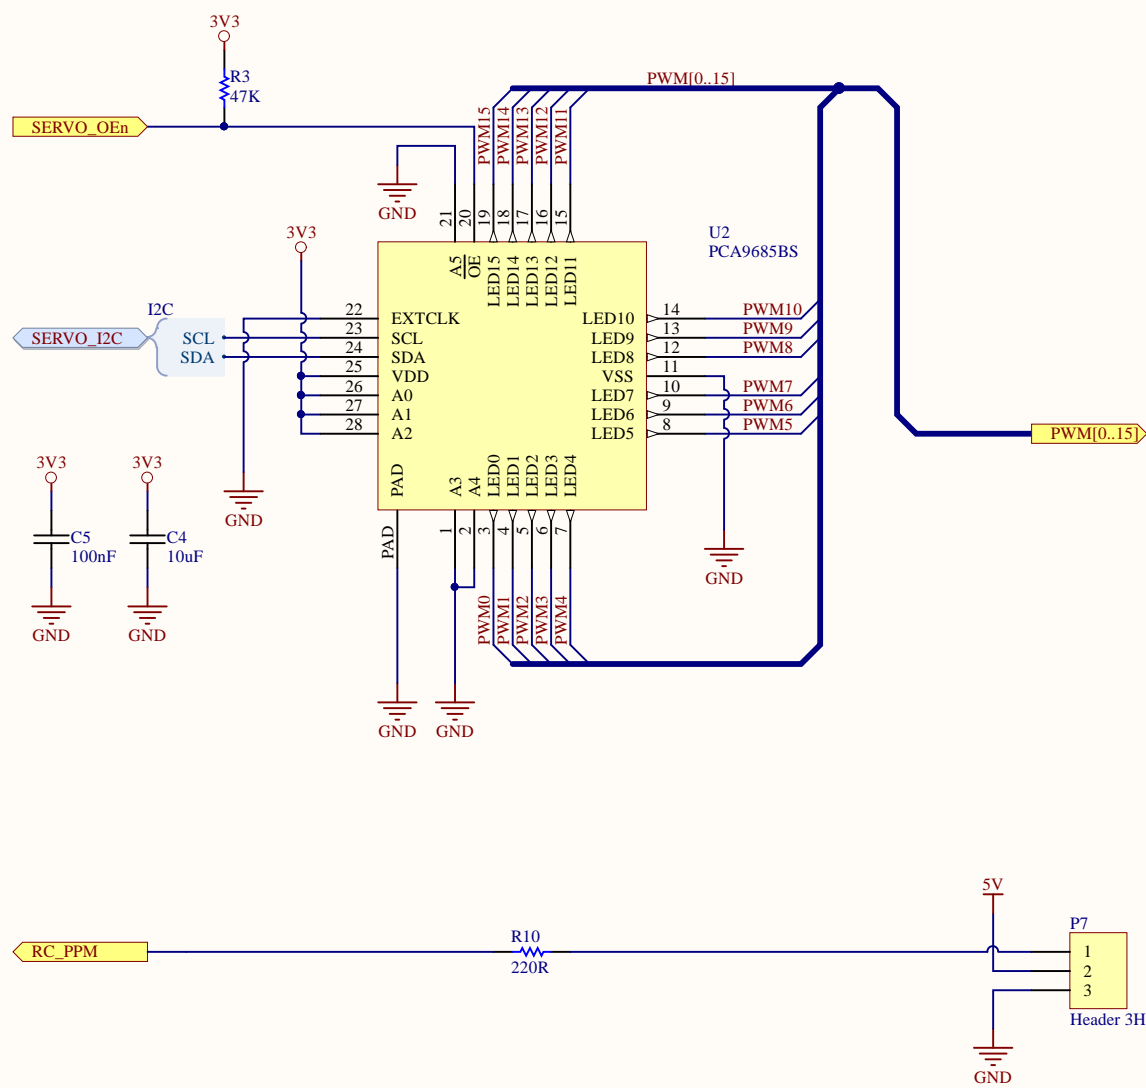 3V3
R3
47K
SERVO_OEn
PWM[0..15]
PWM15
PWM14
PWM13
PWM12
PWM11
GND
21
20
19
18
17
16
15
U2
PCA9685BS
3V3
A5
OE
LED15
LED14
LED13
LED12
LED11
I2C
SERVO_I2C
SCL
SDA
22
EXTCLK
23
SCL
24
SDA
25
VDD
26
A0
27
A1
28
A2
LED10
14
PWM10
LED9
13
PWM9
LED8
12
PWM8
VSS
11
LED7
10
PWM7
LED6
9
PWM6
LED5
8
PWM5
PWM[0..15]
3V3
3V3
PAD
A3
A4
LED0
LED1
LED2
LED3
LED4
GND
C5
100nF
C4
10uF
PAD
1
2
3
4
5
6
7
GND
GND
GND
PWM0
PWM1
PWM2
PWM3
PWM4
GND
GND
5V
P7
RC_PPM
R10
220R
1
2
3
Header 3H
GND